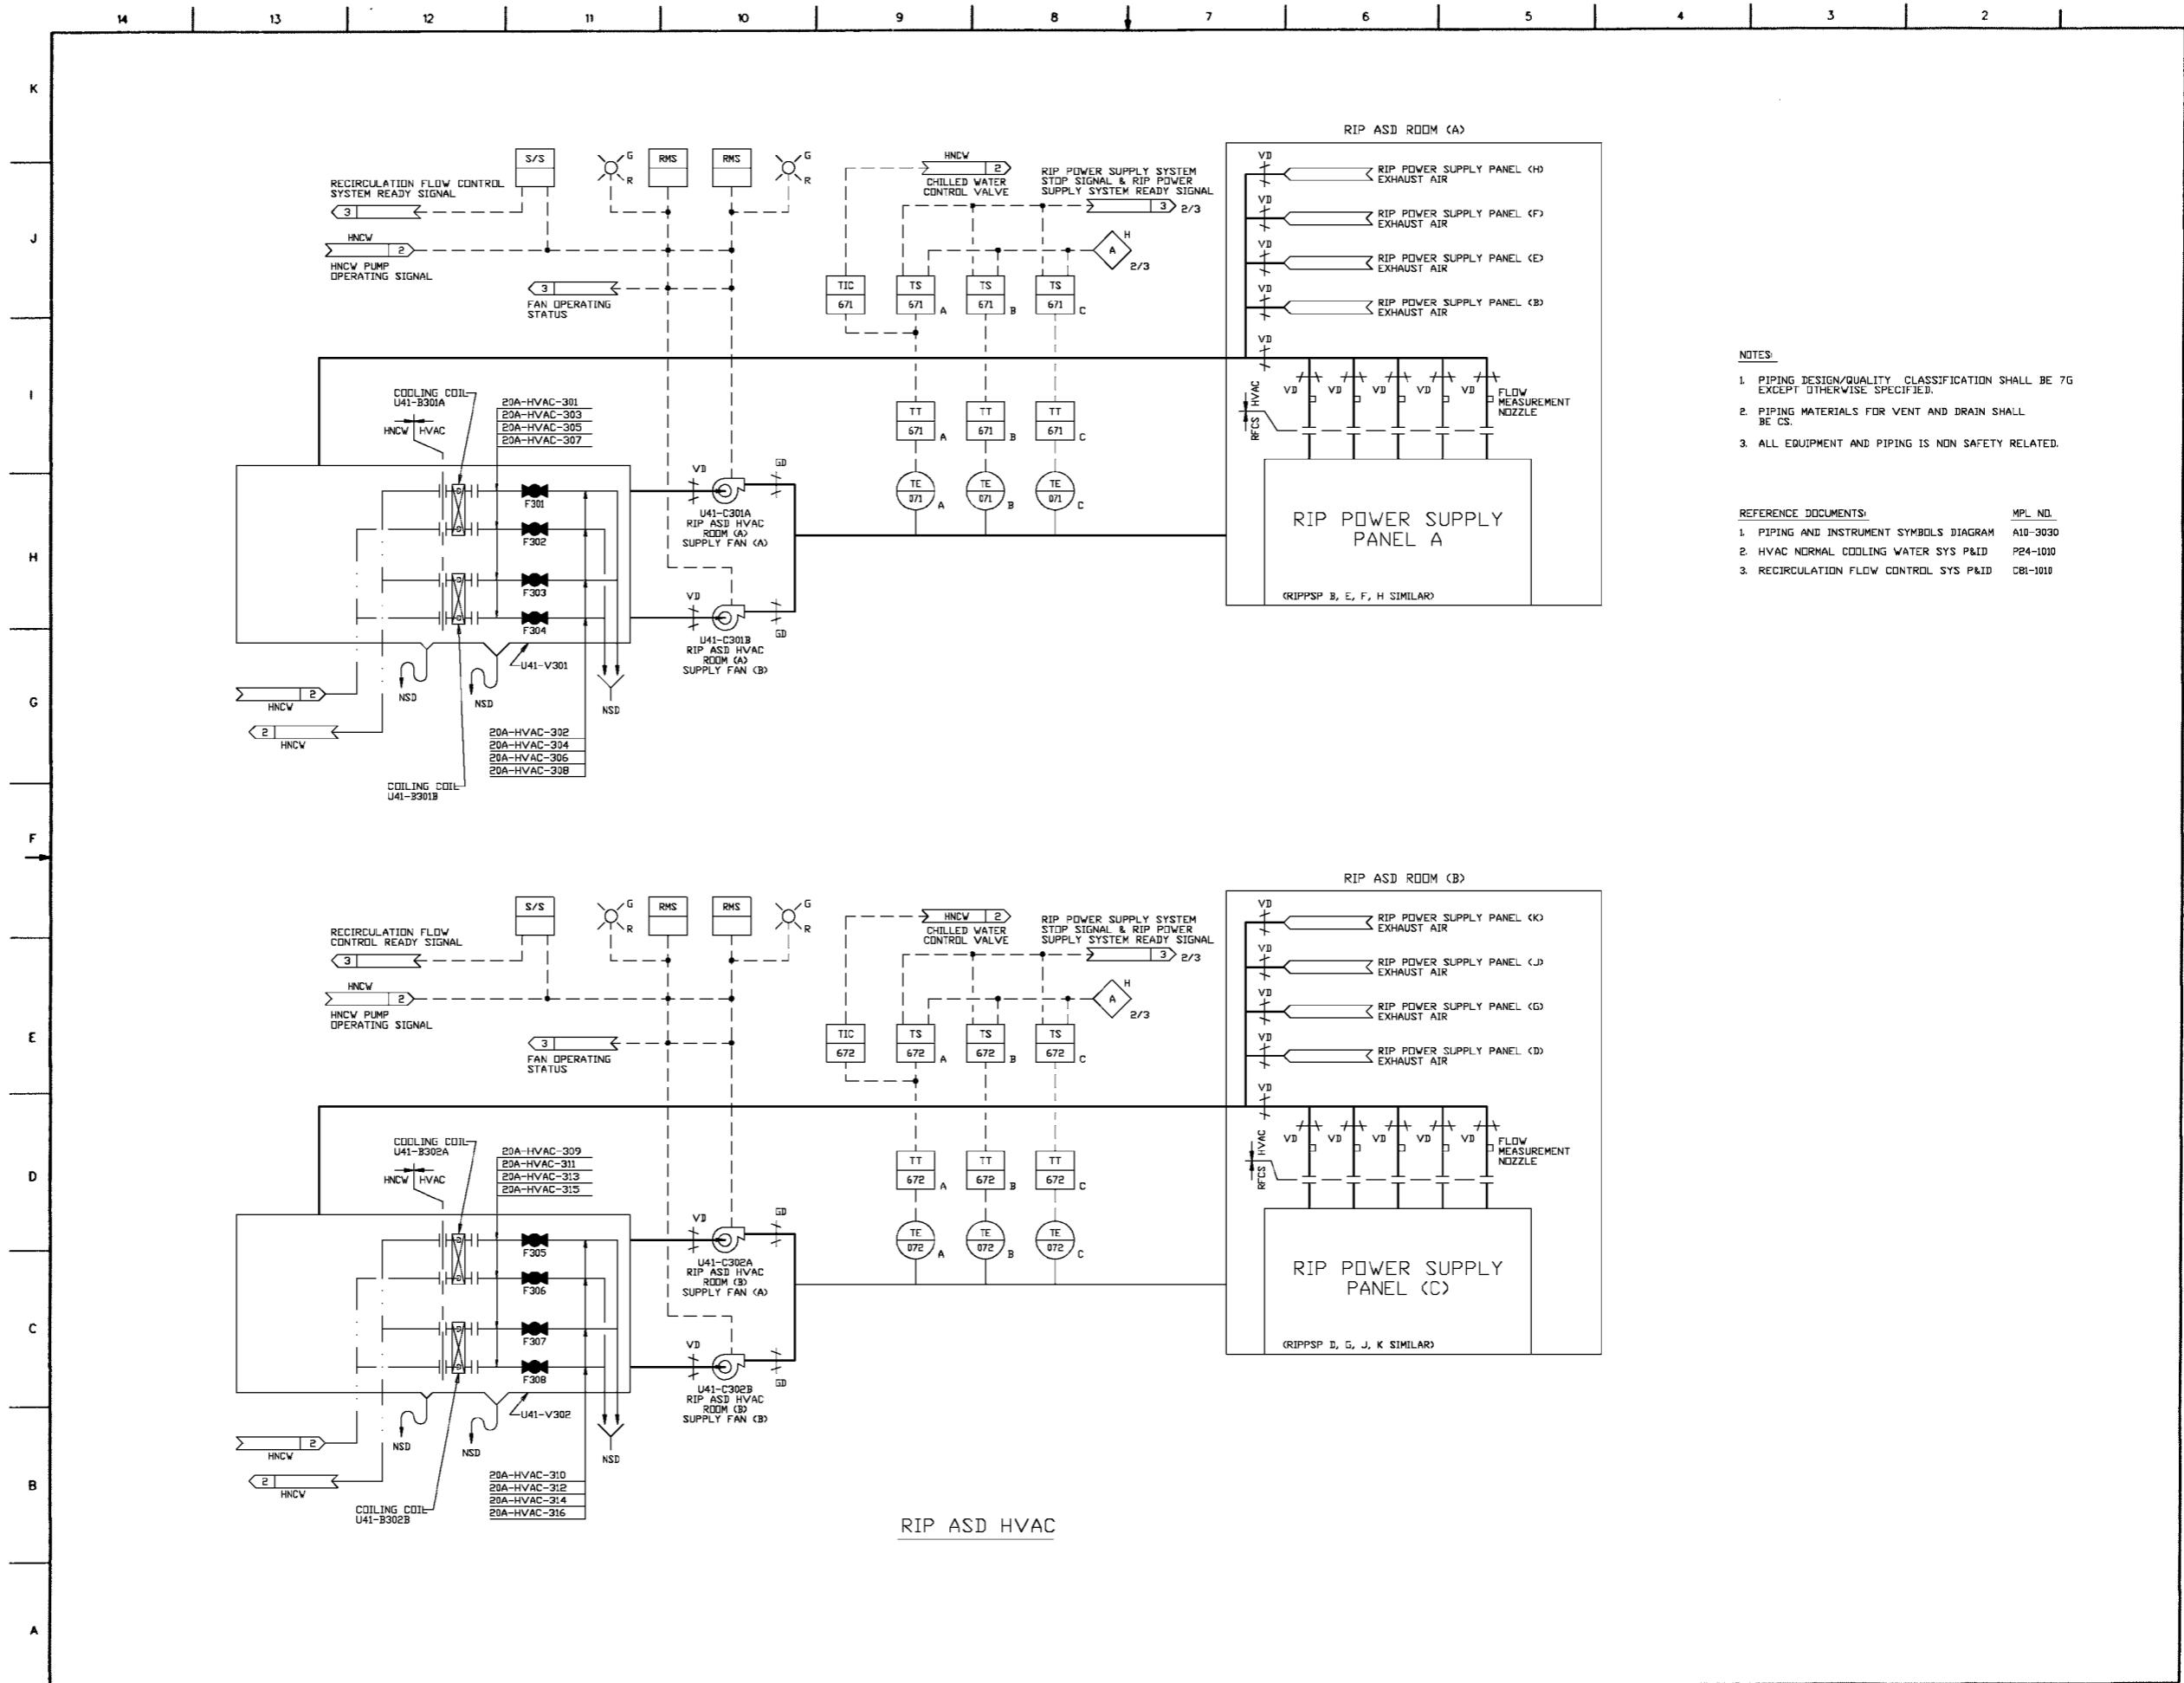 14 13 12 11 10 9 8 7 6 5 4 3 2
K
J
I
H
G
F
E
D
C
B
A
RIP ASD ROOM (A)
S/S
G
R
RMS
RMS
G
R
HNCW
2
CHILLED WATER
CONTROL VALVE
RIP POWER SUPPLY SYSTEM
STOP SIGNAL & RIP POWER
SUPPLY SYSTEM READY SIGNAL
3
2/3
RECIRCULATION FLOW CONTROL
SYSTEM READY SIGNAL
3
HNCW
2
HNCW PUMP
OPERATING SIGNAL
3
FAN OPERATING
STATUS
A
H
2/3
TIC
671
TS
671
A
TS
671
B
TS
671
C
VD
RIP POWER SUPPLY PANEL (H)
EXHAUST AIR
VD
RIP POWER SUPPLY PANEL (F)
EXHAUST AIR
VD
RIP POWER SUPPLY PANEL (E)
EXHAUST AIR
VD
RIP POWER SUPPLY PANEL (B)
EXHAUST AIR
VD
VD VD VD VD VD
FLOW
MEASUREMENT
NOZZLE
RFCS HVAC
COOLING COIL
U41-B301A
HNCW HVAC
20A-HVAC-301
20A-HVAC-303
20A-HVAC-305
20A-HVAC-307
TT
671
A
TT
671
B
TT
671
C
TE
071
A
TE
071
B
TE
071
C
C
C
C
C
F301
F302
F303
F304
VD
GD
U41-C301A
RIP ASD HVAC
ROOM (A)
SUPPLY FAN (A)
VD
GD
U41-C301B
RIP ASD HVAC
ROOM (A)
SUPPLY FAN (B)
RIP POWER SUPPLY
PANEL A
(RIPPSP B, E, F, H SIMILAR)
U41-V301
NSD
NSD
NSD
2
HNCW
2
HNCW
20A-HVAC-302
20A-HVAC-304
20A-HVAC-306
20A-HVAC-308
COILING COIL
U41-B301B
NOTES:
1. PIPING DESIGN/QUALITY CLASSIFICATION SHALL BE 7G
EXCEPT OTHERWISE SPECIFIED.
2. PIPING MATERIALS FOR VENT AND DRAIN SHALL
BE CS.
3. ALL EQUIPMENT AND PIPING IS NON SAFETY RELATED.
REFERENCE DOCUMENTS: MPL NO.
1. PIPING AND INSTRUMENT SYMBOLS DIAGRAM A10-3030
2. HVAC NORMAL COOLING WATER SYS P&ID P24-1010
3. RECIRCULATION FLOW CONTROL SYS P&ID C81-1010
RIP ASD ROOM (B)
S/S
G
R
RMS
RMS
G
R
HNCW 2
CHILLED WATER
CONTROL VALVE
RIP POWER SUPPLY SYSTEM
STOP SIGNAL & RIP POWER
SUPPLY SYSTEM READY SIGNAL
3
2/3
RECIRCULATION FLOW
CONTROL READY SIGNAL
3
HNCW
2
HNCW PUMP
OPERATING SIGNAL
3
FAN OPERATING
STATUS
A
H
2/3
TIC
672
TS
672
A
TS
672
B
TS
672
C
VD
RIP POWER SUPPLY PANEL (K)
EXHAUST AIR
VD
RIP POWER SUPPLY PANEL (J)
EXHAUST AIR
VD
RIP POWER SUPPLY PANEL (G)
EXHAUST AIR
VD
RIP POWER SUPPLY PANEL (D)
EXHAUST AIR
VD
VD VD VD VD VD
FLOW
MEASUREMENT
NOZZLE
RFCS HVAC
COOLING COIL
U41-B302A
HNCW HVAC
20A-HVAC-309
20A-HVAC-311
20A-HVAC-313
20A-HVAC-315
TT
672
A
TT
672
B
TT
672
C
TE
072
A
TE
072
B
TE
072
C
C
C
C
C
F305
F306
F307
F308
VD
GD
U41-C302A
RIP ASD HVAC
ROOM (B)
SUPPLY FAN (A)
VD
GD
U41-C302B
RIP ASD HVAC
ROOM (B)
SUPPLY FAN (B)
RIP POWER SUPPLY
PANEL (C)
(RIPPSP D, G, J, K SIMILAR)
U41-V302
NSD
NSD
NSD
2
HNCW
2
HNCW
20A-HVAC-310
20A-HVAC-312
20A-HVAC-314
20A-HVAC-316
COILING COIL
U41-B302B
RIP ASD HVAC